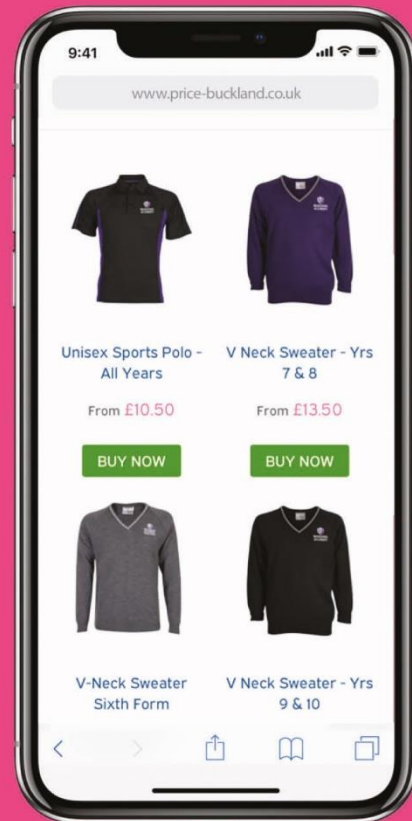 9:41
www.price-buckland.co.uk
Unisex Sports Polo -
All Years
V Neck Sweater - Yrs
7 & 8
From £10.50
From £13.50
BUY NOW
BUY NOW
V-Neck Sweater
Sixth Form
V Neck Sweater - Yrs
9 & 10